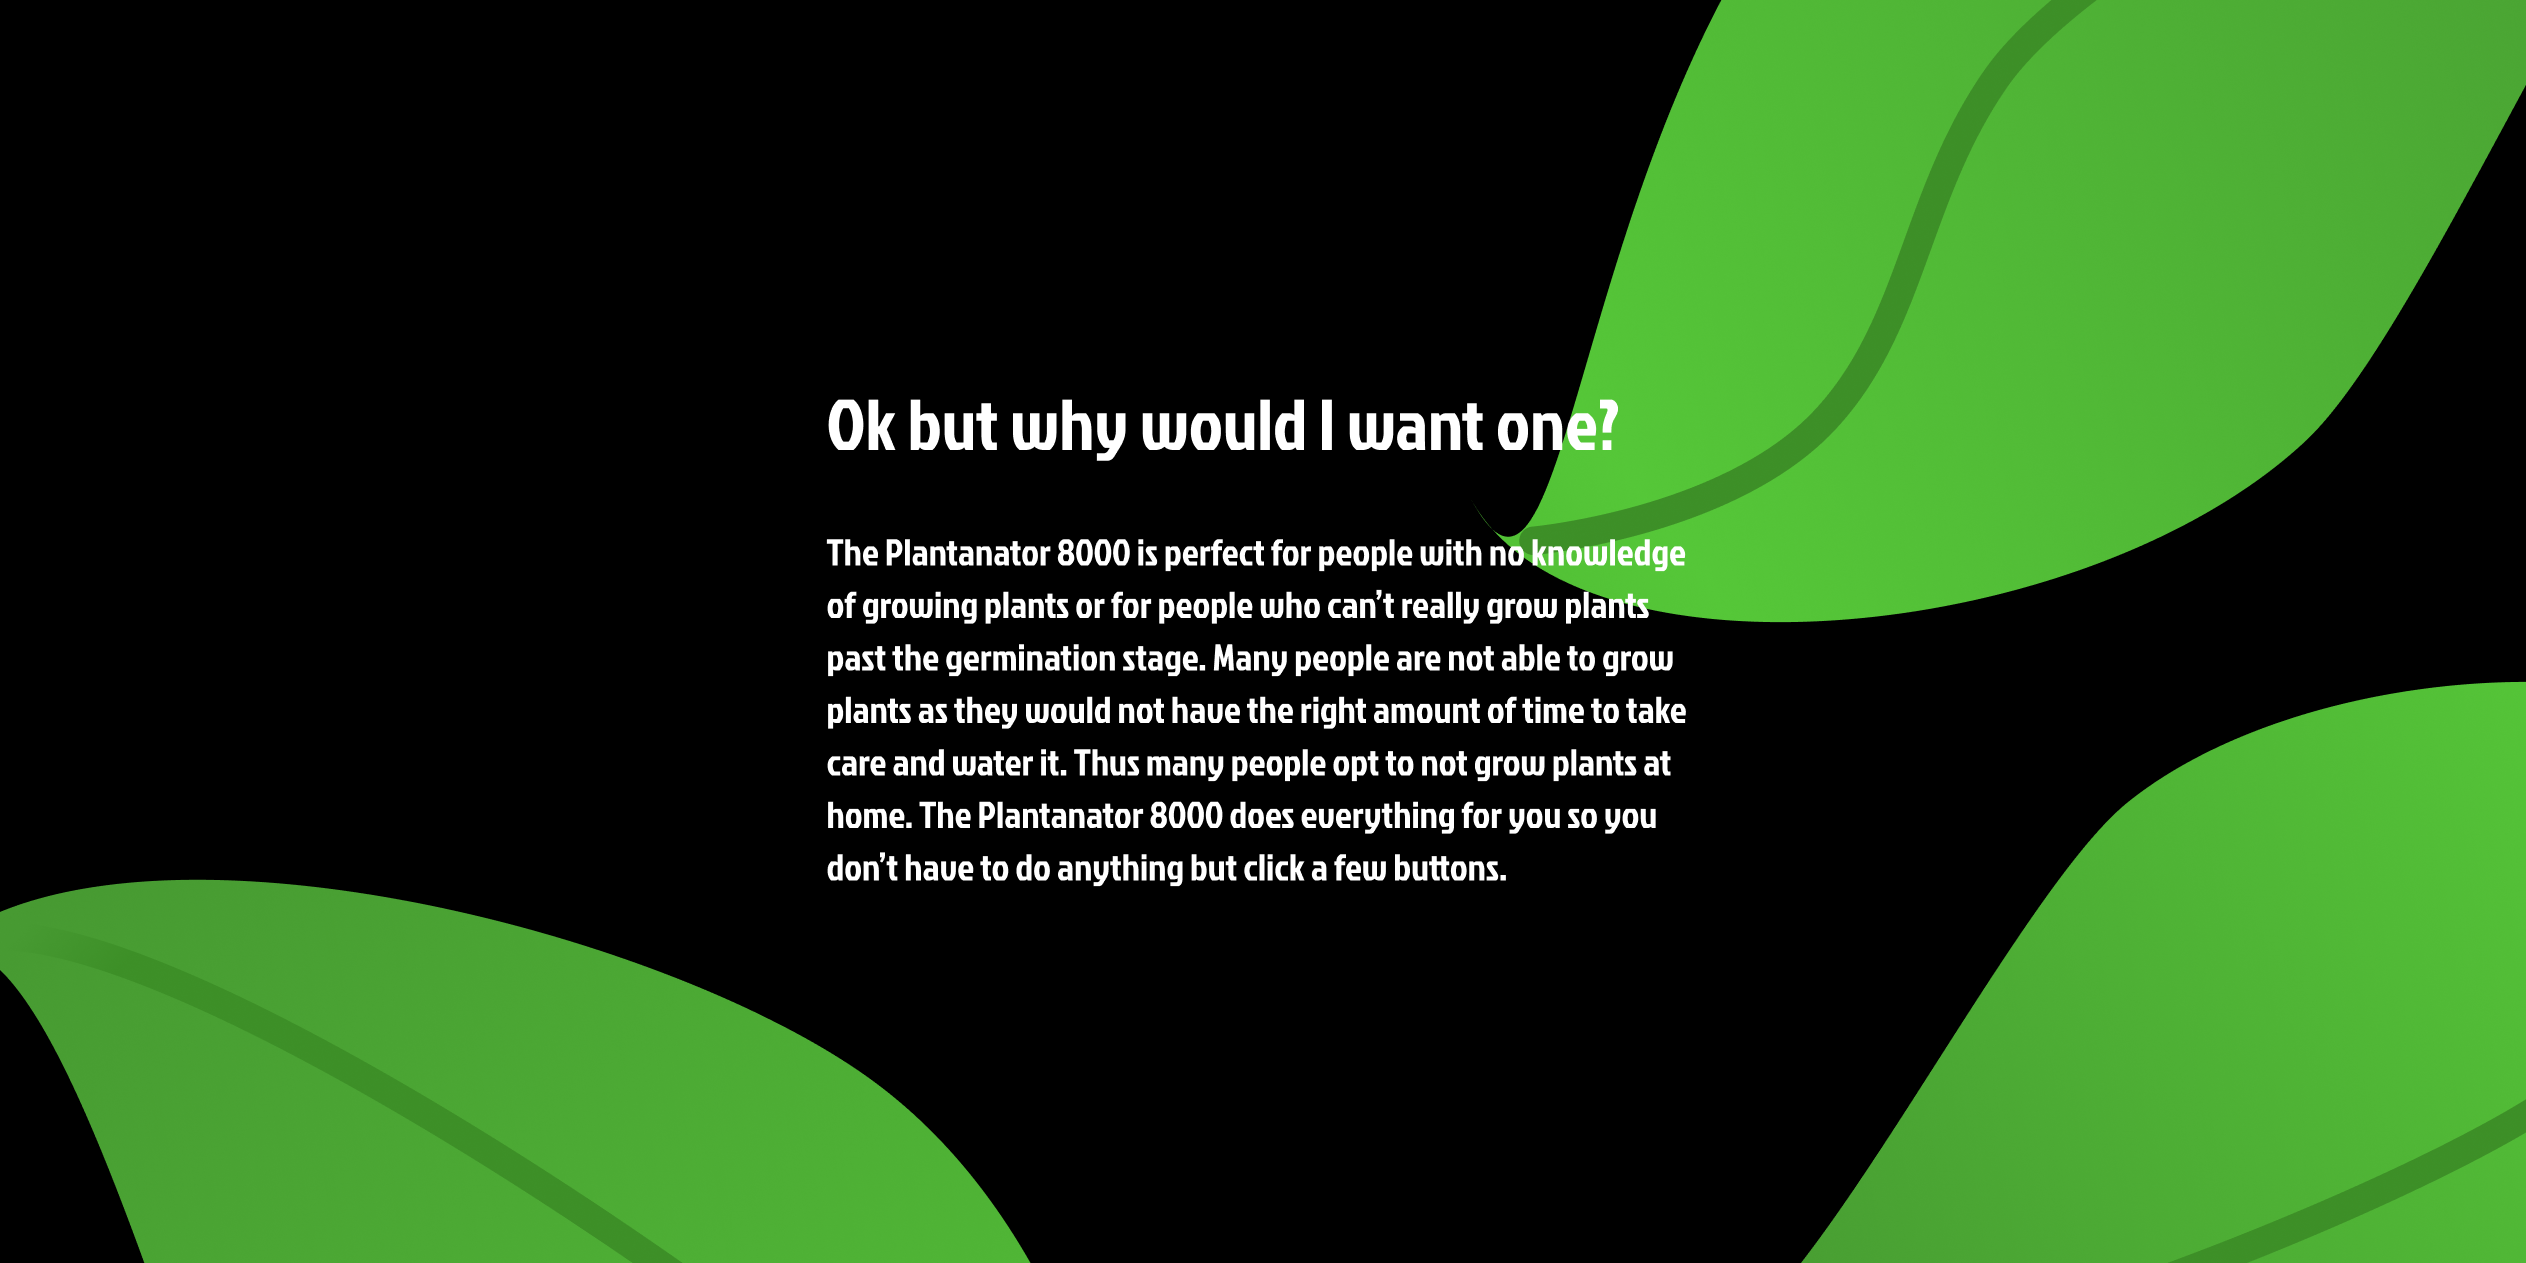 Ok but why would I want one?
The Plantanator 8000 is perfect for people with no knowledge
of growing plants or for people who can’t really grow plants
past the germination stage. Many people are not able to grow
plants as they would not have the right amount of time to take
care and water it. Thus many people opt to not grow plants at
home. The Plantanator 8000 does everything for you so you
don’t have to do anything but click a few buttons.